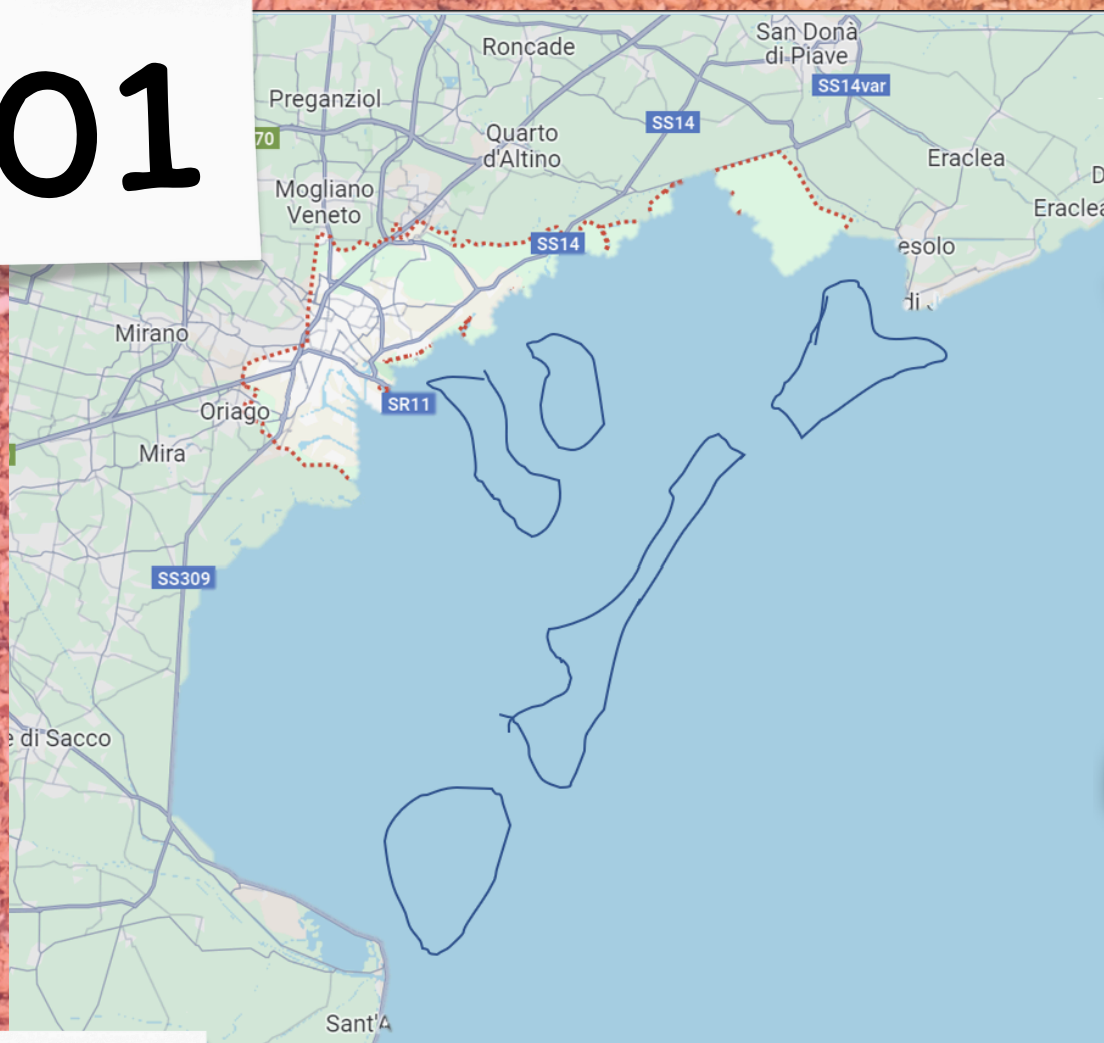 01
Roncade
San Donà
di Piave
SS14var
Preganziol
SS14
70
Quarto
d'Altino
Eraclea
Mogliano
Veneto
Eraclea
SS14
esolo
di
Mirano
SR11
Oriago
Mira
SS309
e di Sacco
Sant'A